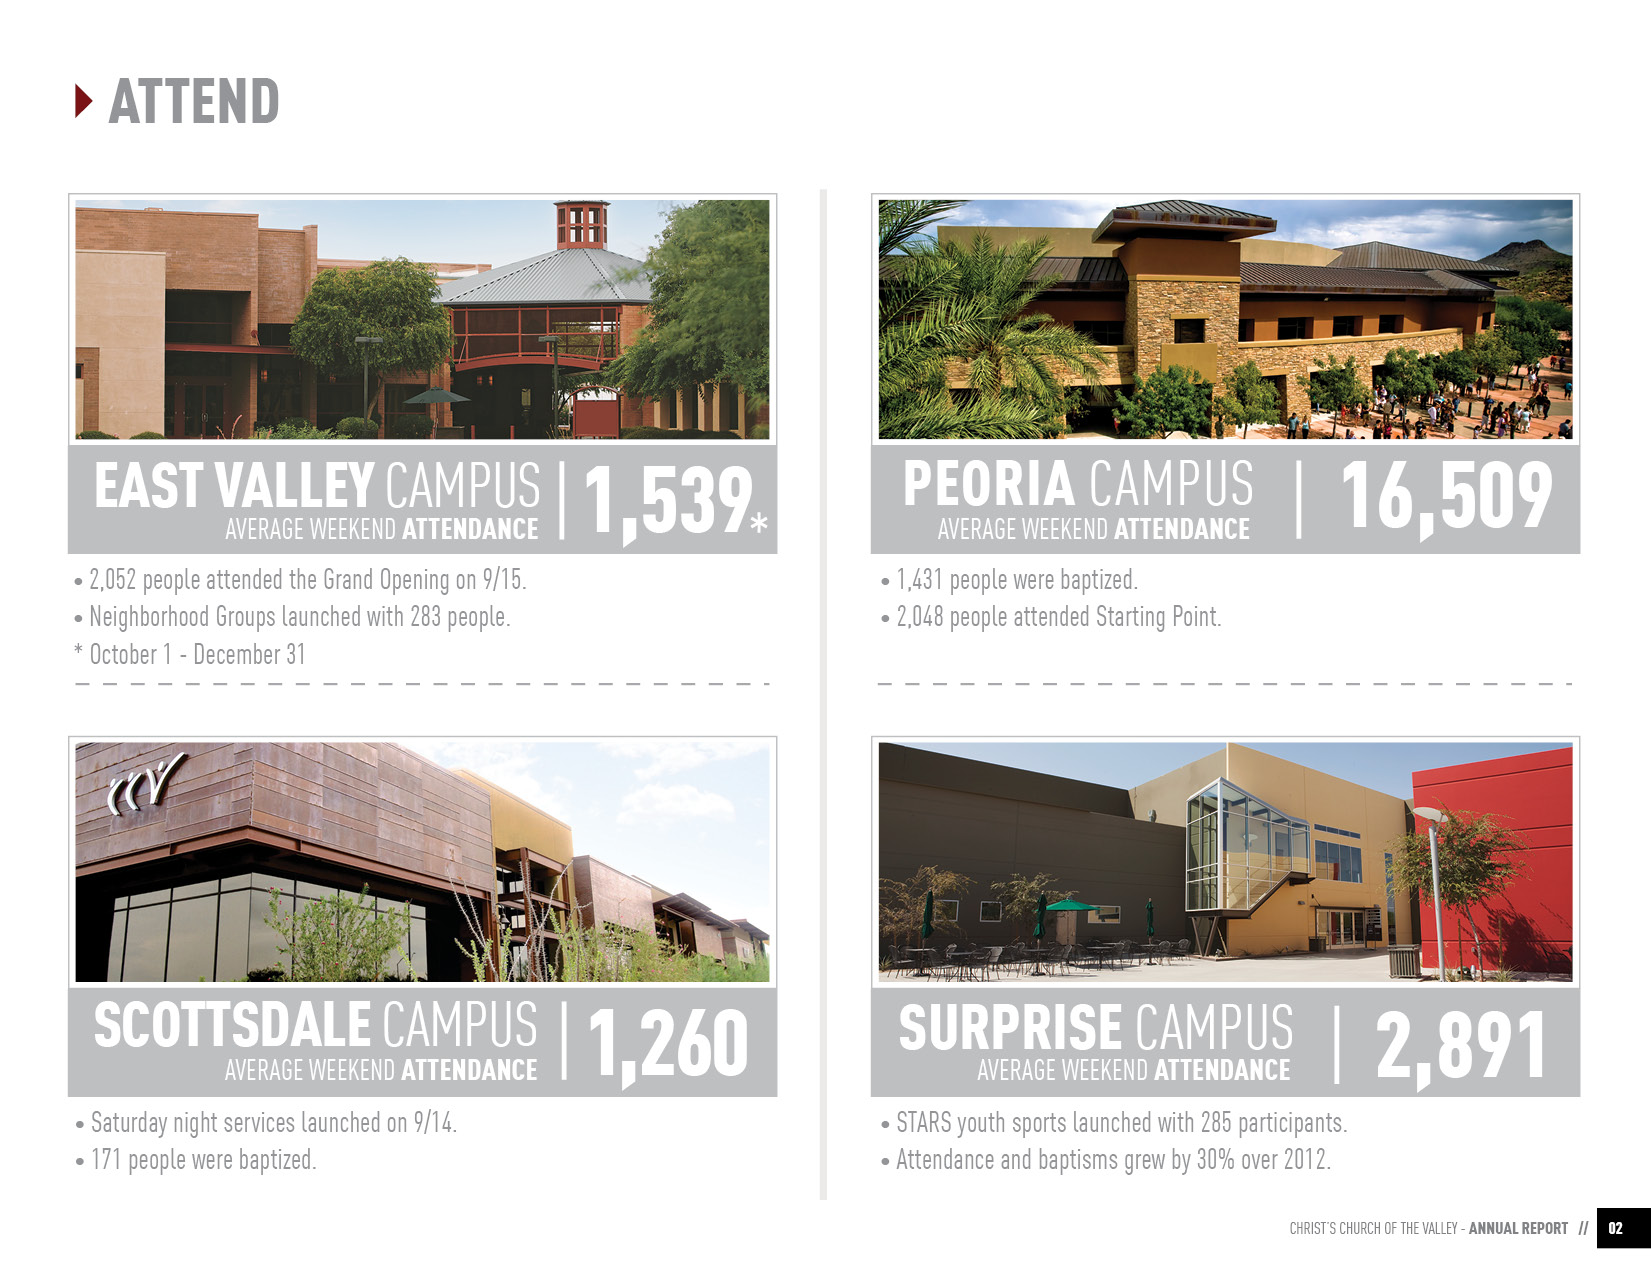 ATTEND
EAST VALLEY CAMPUS | 1,539*
AVERAGE WEEKEND ATTENDANCE
• 2,052 people attended the Grand Opening on 9/15.
• Neighborhood Groups launched with 283 people.
* October 1 - December 31
PEORIA CAMPUS | 16,509
AVERAGE WEEKEND ATTENDANCE
• 1,431 people were baptized.
• 2,048 people attended Starting Point.
ccv
SCOTTSDALE CAMPUS | 1,260
AVERAGE WEEKEND ATTENDANCE
• Saturday night services launched on 9/14.
• 171 people were baptized.
SURPRISE CAMPUS | 2,891
AVERAGE WEEKEND ATTENDANCE
• STARS youth sports launched with 285 participants.
• Attendance and baptisms grew by 30% over 2012.
CHRIST'S CHURCH OF THE VALLEY - ANNUAL REPORT // 02